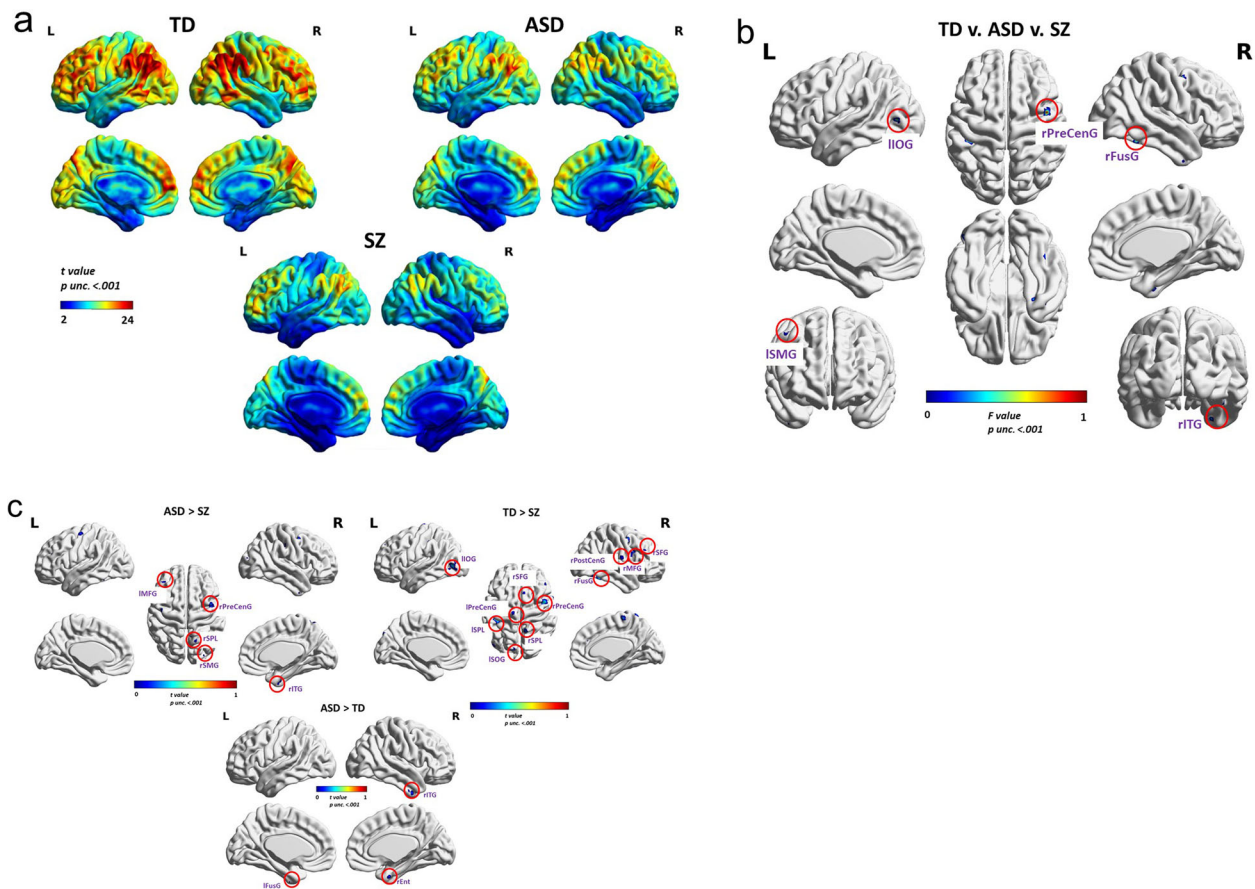 a
TD
L
R
ASD
L
R
SZ
L
R
t value
p unc. <.001
2
24
b
TD v. ASD v. SZ
L
R
lIOG
rPreCenG
rFusG
lSMG
rITG
0
1
F value
p unc. <.001
c
ASD > SZ
L
R
lMFG
rPreCenG
rSPL
rSMG
rITG
0
t value
1
p unc. <.001
TD > SZ
L
R
lIOG
rSFG
rPostCenG
rMFG
rSFG
rFusG
lPreCenG
rPreCenG
lSPL
rSPL
lSOG
0
t value
1
p unc. <.001
ASD > TD
L
R
0
t value
1
p unc. <.001
rITG
lFusG
rEnt